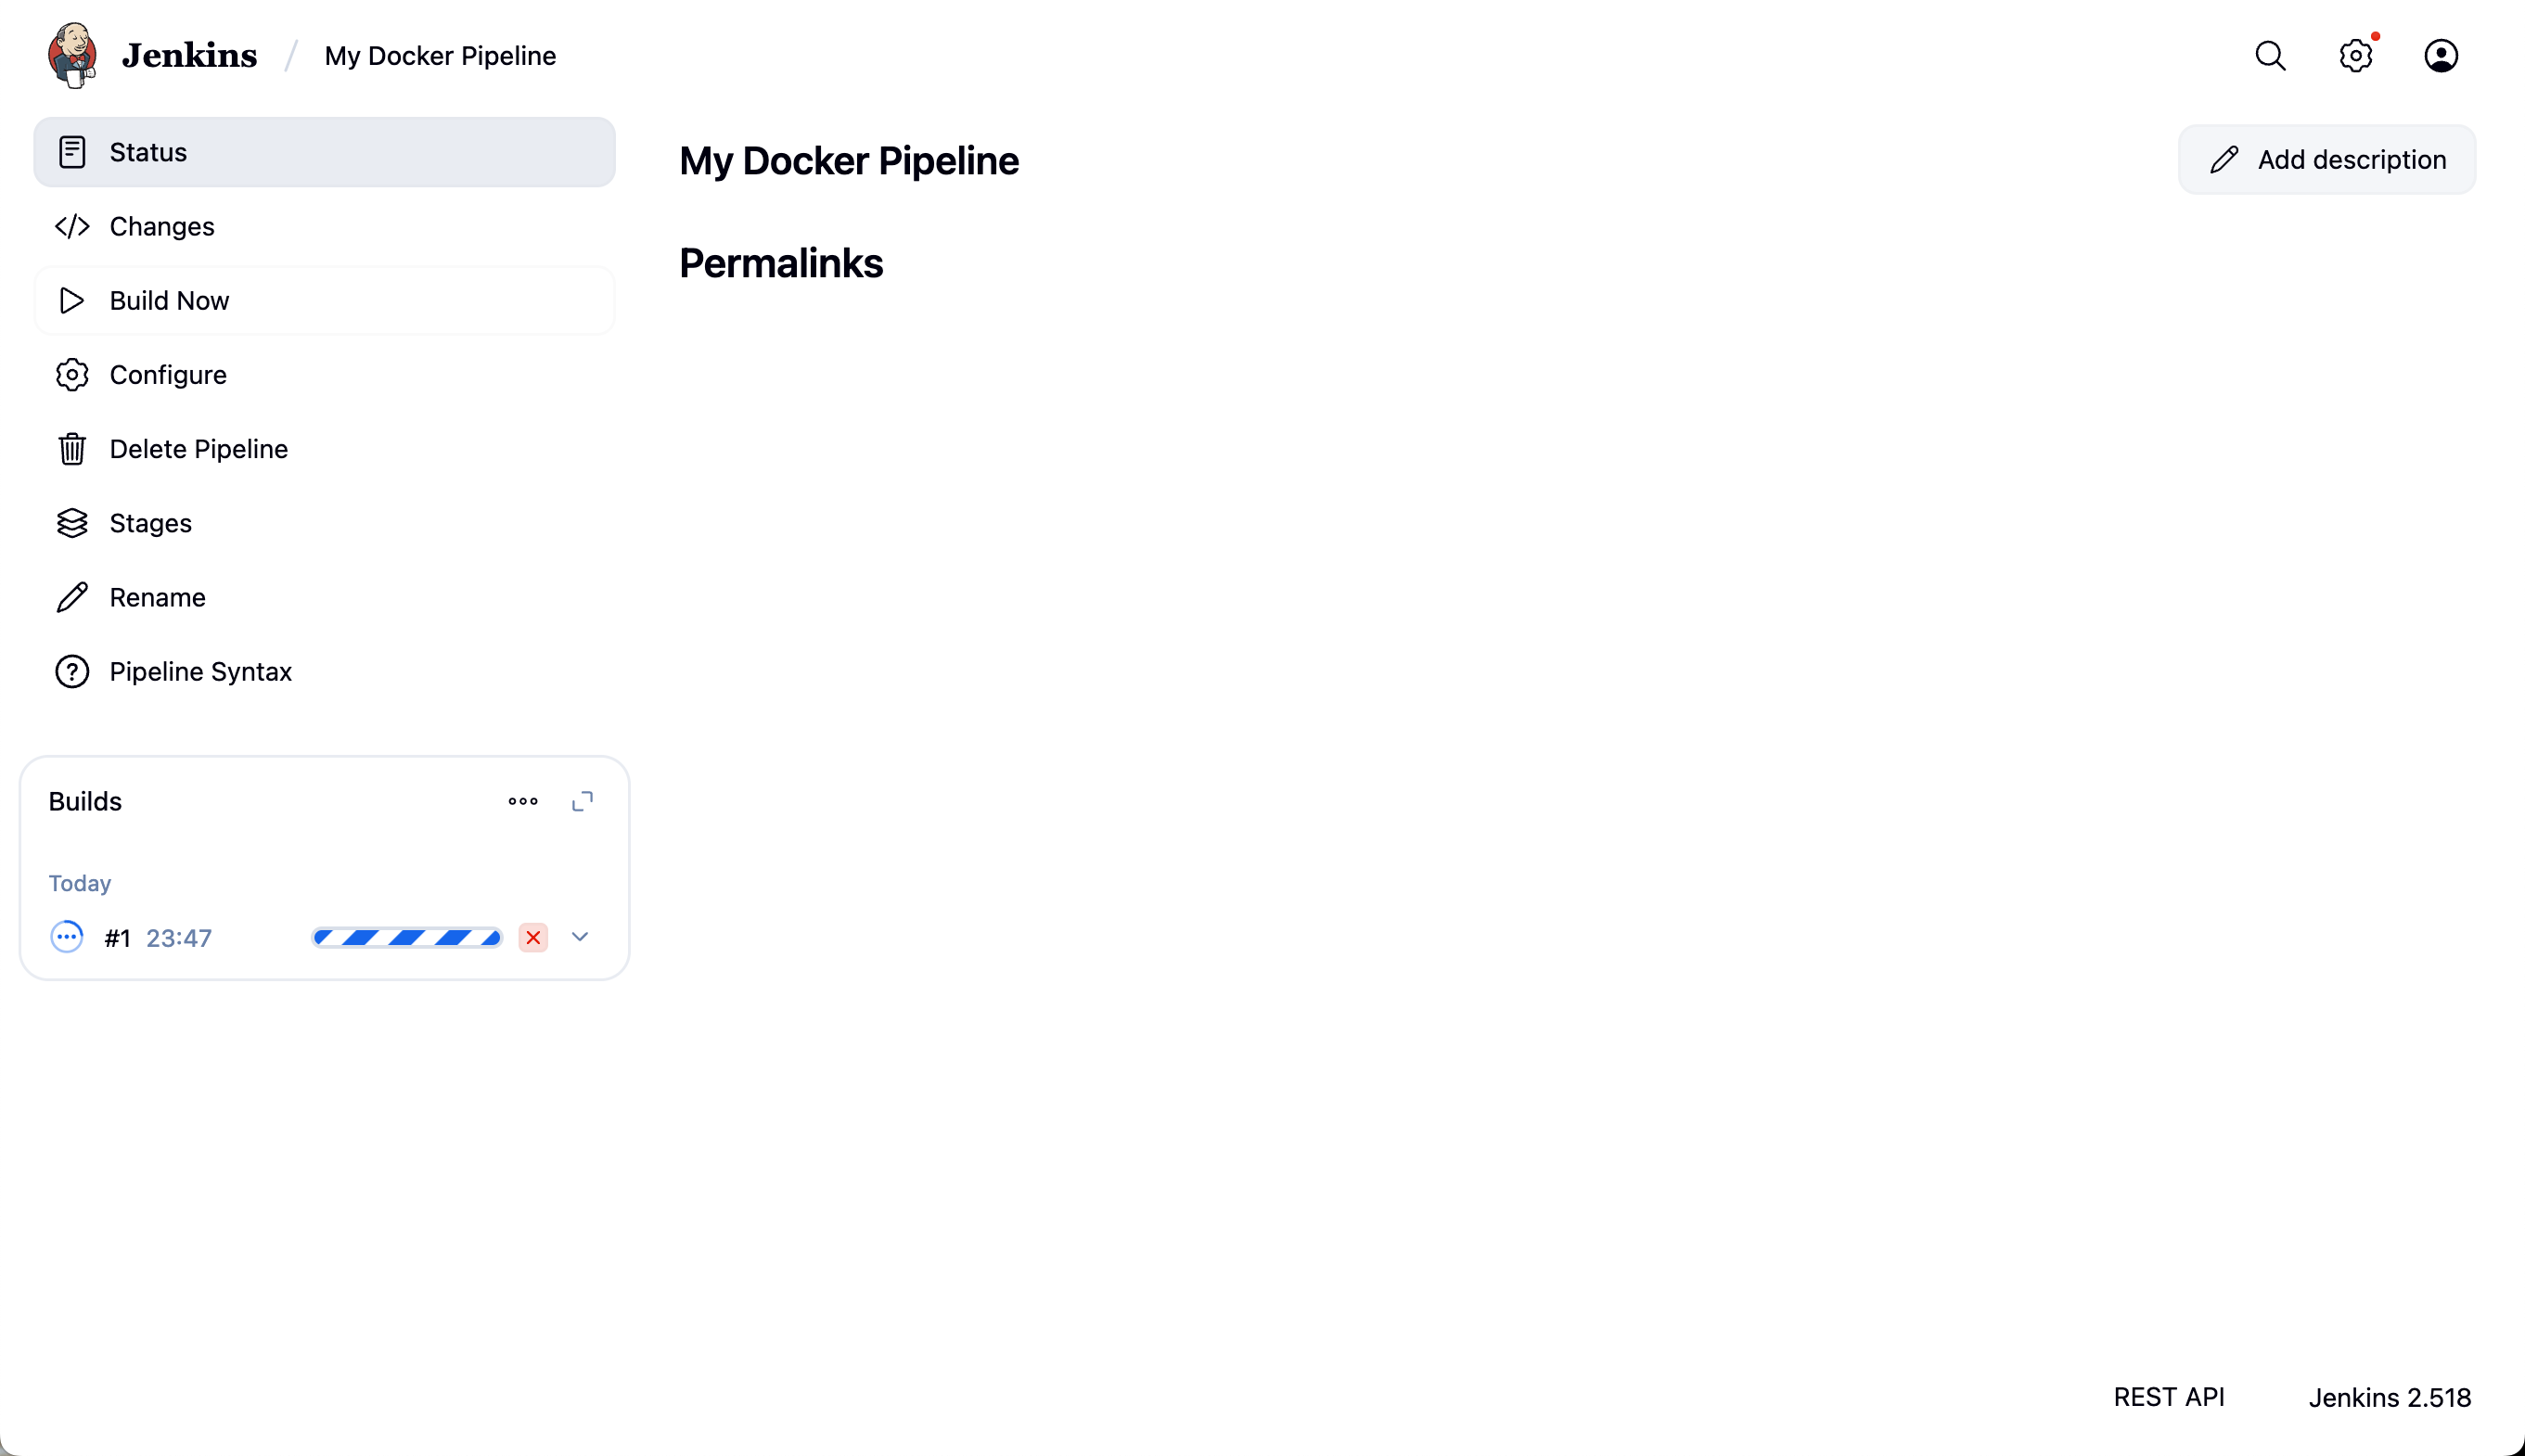 Jenkins / My Docker Pipeline
Status
Changes
Build Now
Configure
Delete Pipeline
Stages
Rename
Pipeline Syntax
Builds
Today
#1 23:47
My Docker Pipeline
Add description
Permalinks
REST API
Jenkins 2.518